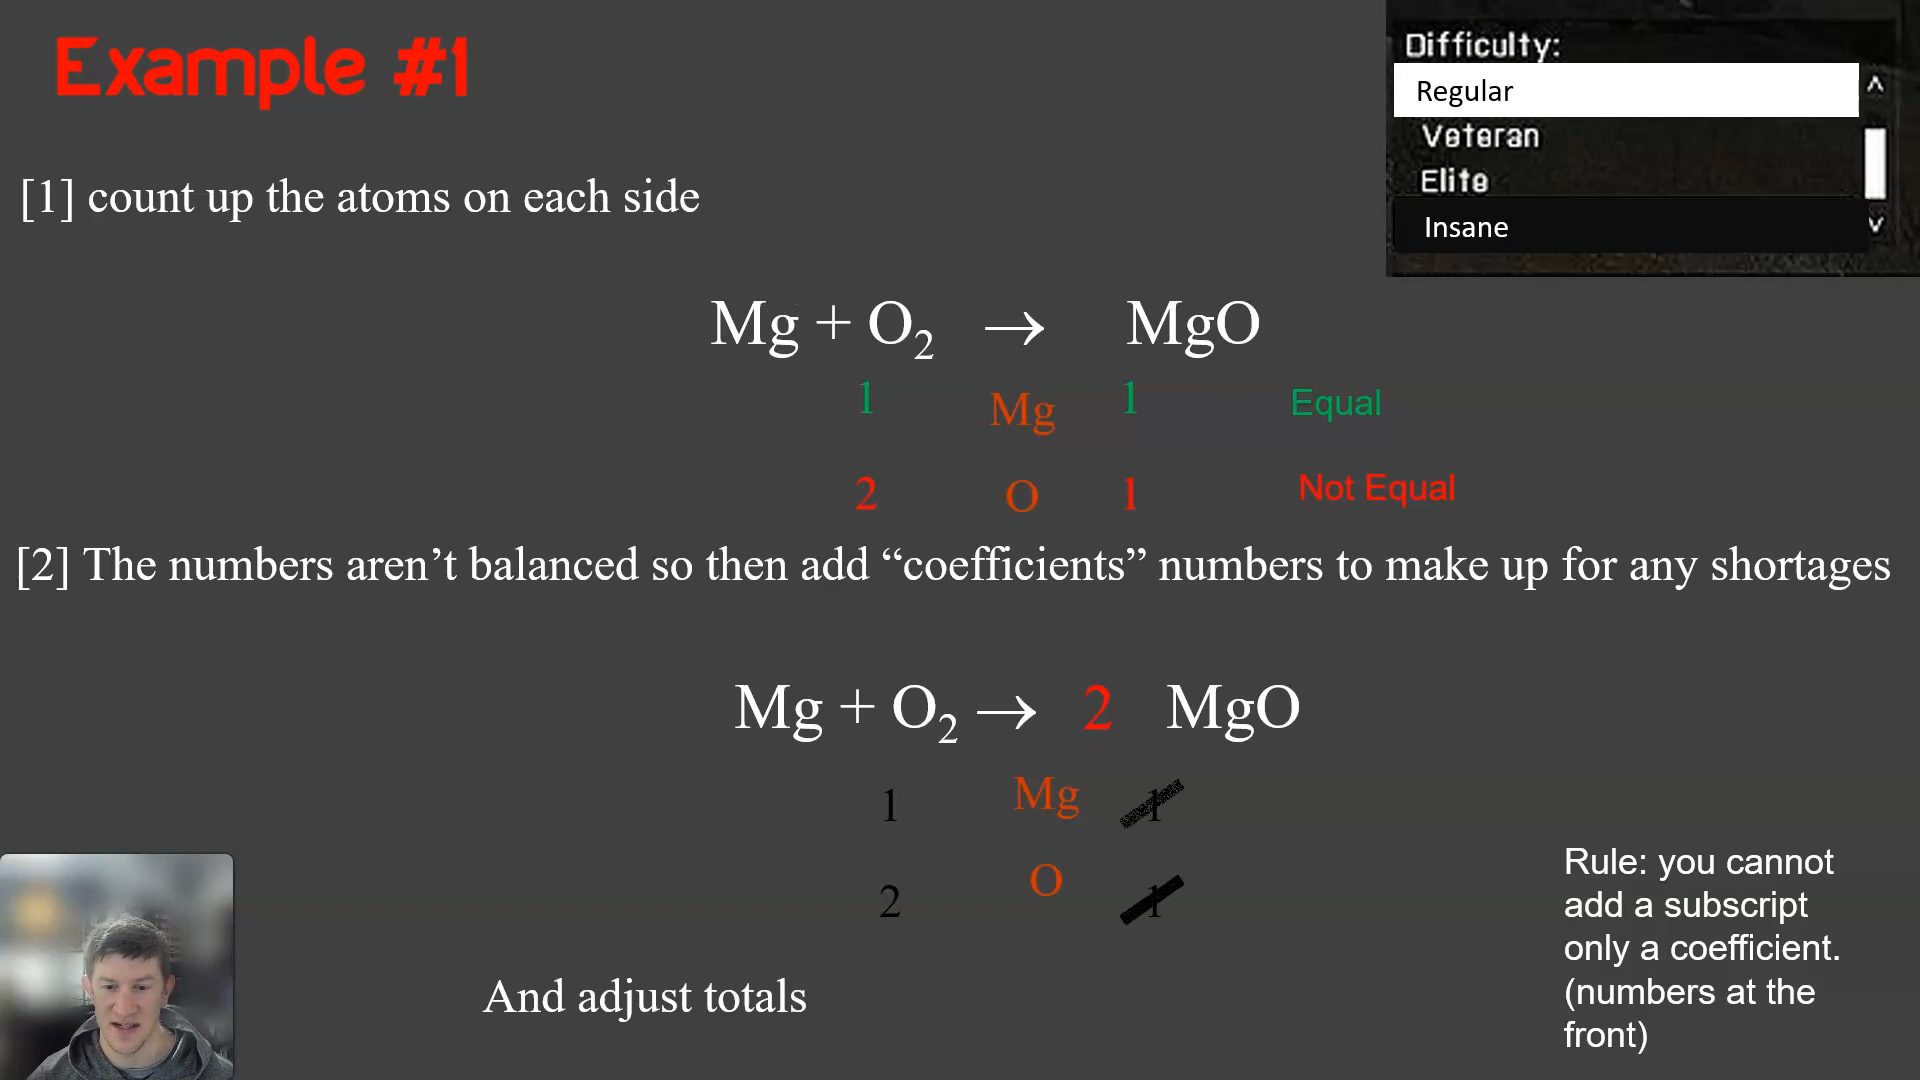 Example #1
Difficulty:
Regular
Veteran
Elite
Insane
[1] count up the atoms on each side
Mg + O₂ → MgO
1 Mg 1 Equal
2 O 1 Not Equal
[2] The numbers aren’t balanced so then add “coefficients” numbers to make up for any shortages
Mg + O₂ → 2 MgO
1 Mg 1
2 O 1
And adjust totals
Rule: you cannot
add a subscript
only a coefficient.
(numbers at the
front)